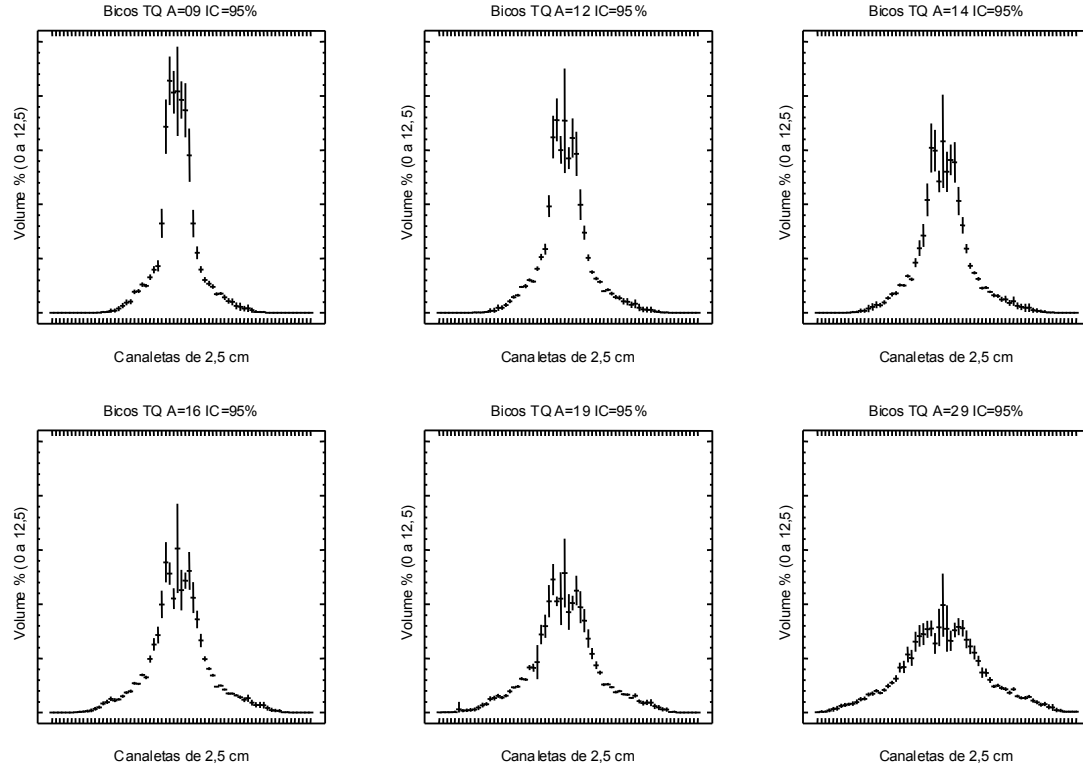 Bicos TQ A=09 IC=95%
Bicos TQ A=12 IC=95%
Bicos TQ A=14 IC=95%
Volume % (0 a 12,5)
Volume % (0 a 12,5)
Volume % (0 a 12,5)
Canaletas de 2,5 cm
Canaletas de 2,5 cm
Canaletas de 2,5 cm
Bicos TQ A=16 IC=95%
Bicos TQ A=19 IC=95%
Bicos TQ A=29 IC=95%
Volume % (0 a 12,5)
Volume % (0 a 12,5)
Volume % (0 a 12,5)
Canaletas de 2,5 cm
Canaletas de 2,5 cm
Canaletas de 2,5 cm